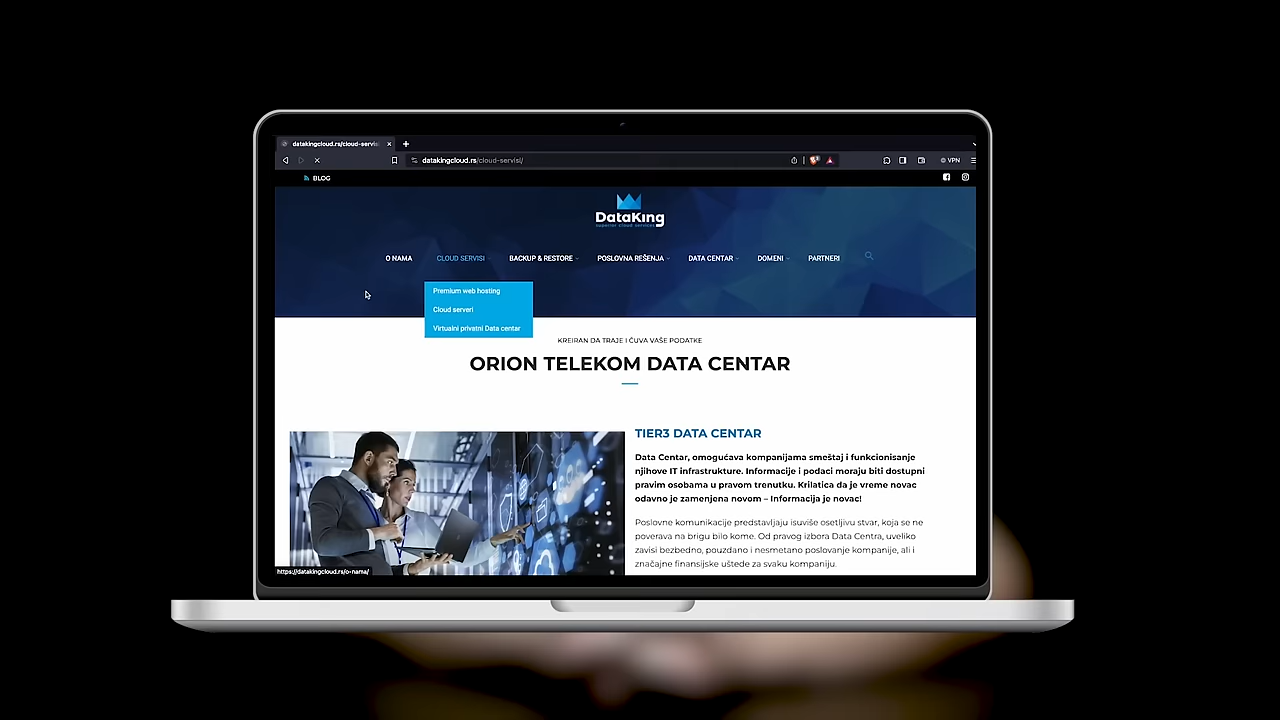 datakingcloud.rs/cloud-servis
datakingcloud.rs/cloud-servisi/
VPN
BLOG
DataKing
superior cloud services
O NAMA
CLOUD SERVISI
BACKUP & RESTORE
POSLOVNA REŠENJA
DATA CENTAR
DOMENI
PARTNERI
Premium web hosting
Cloud serveri
Virtualni privatni Data centar
KREIRAN DA TRAJE I ČUVA VAŠE PODATKE
ORION TELEKOM DATA CENTAR
TIER3 DATA CENTAR
Data Centar, omogućava kompanijama smeštaj i funkcionisanje
njihove IT infrastrukture. Informacije i podaci moraju biti dostupni
pravim osobama u pravom trenutku. Krilatica da je vreme novac
odavno je zamenjena novom – Informacija je novac!
Poslovne komunikacije predstavljaju isuviše osetljivu stvar, koja se ne
poverava na brigu bilo kome. Od pravog izbora Data Centra, uveliko
zavisi bezbedno, pouzdano i nesmetano poslovanje kompanije, ali i
značajne finansijske uštede za svaku kompaniju.
https://datakingcloud.rs/o-nama/